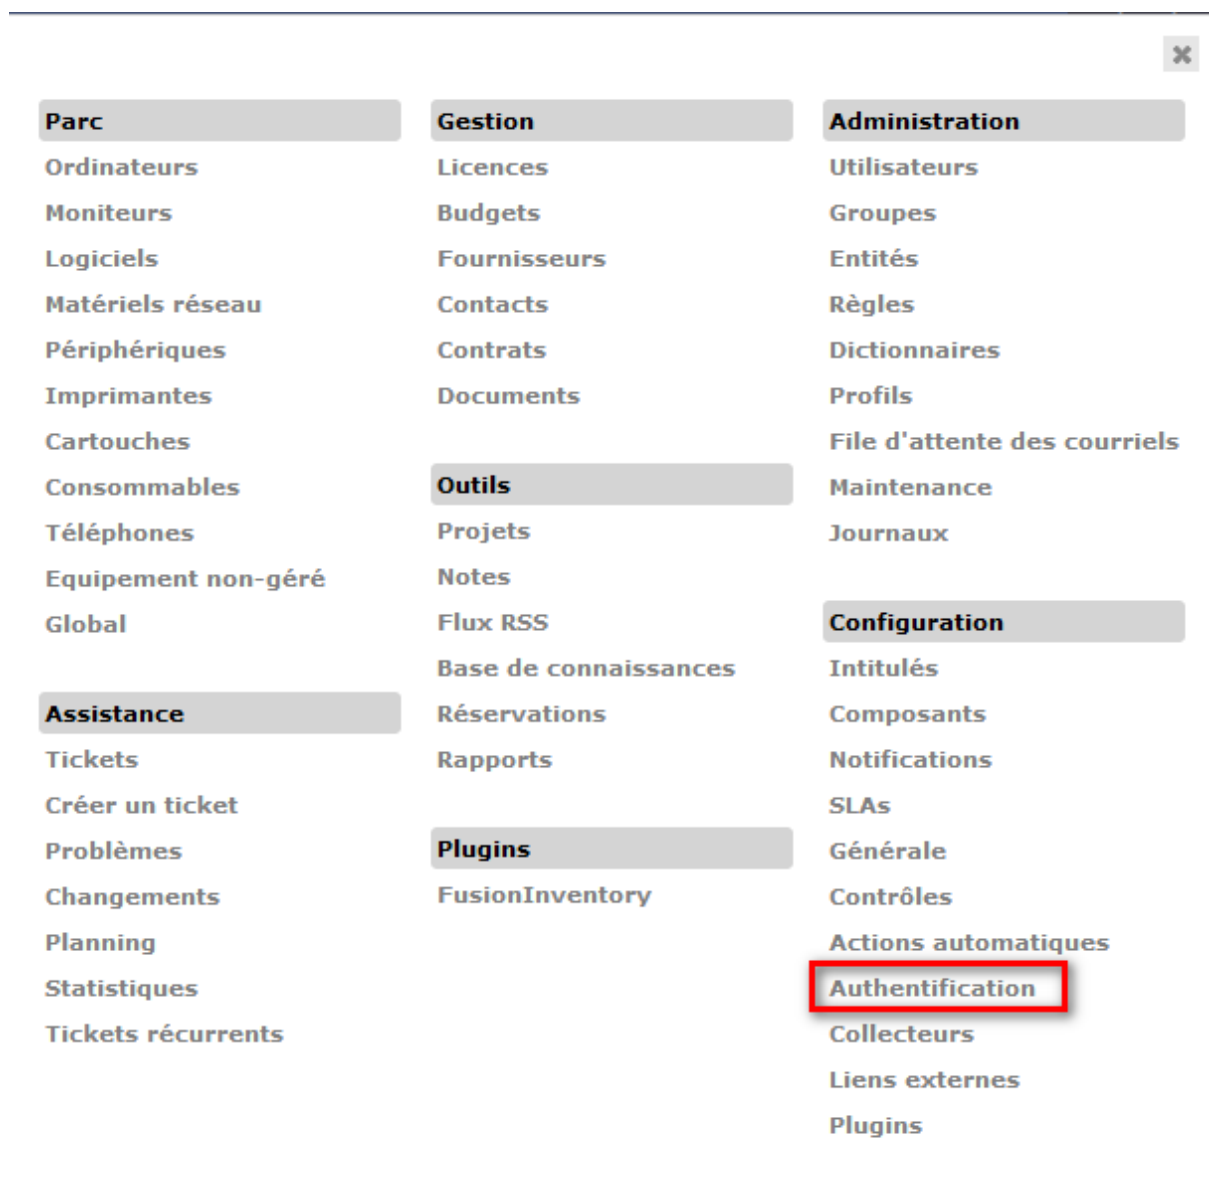 Parc
Ordinateurs
Moniteurs
Logiciels
Matériels réseau
Périphériques
Imprimantes
Cartouches
Consommables
Téléphones
Equipement non-géré
Global
Assistance
Tickets
Créer un ticket
Problèmes
Changements
Planning
Statistiques
Tickets récurrents
Gestion
Licences
Budgets
Fournisseurs
Contacts
Contrats
Documents
Outils
Projets
Notes
Flux RSS
Base de connaissances
Réservations
Rapports
Plugins
FusionInventory
Administration
Utilisateurs
Groupes
Entités
Règles
Dictionnaires
Profils
File d'attente des courriels
Maintenance
Journaux
Configuration
Intitulés
Composants
Notifications
SLAs
Générale
Contrôles
Actions automatiques
Authentification
Collecteurs
Liens externes
Plugins